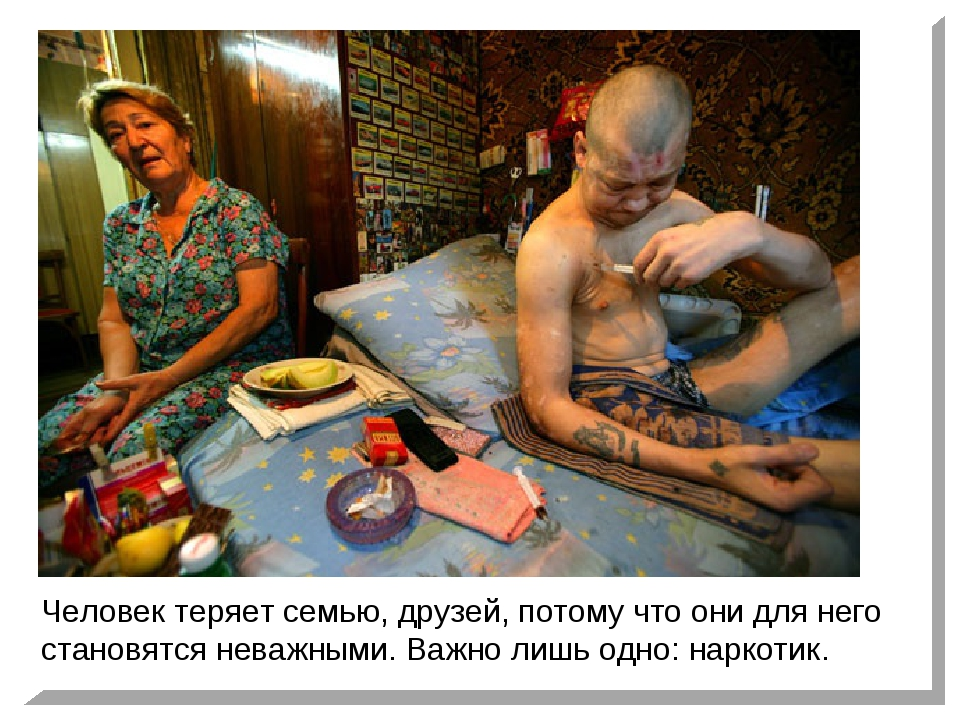 Человек теряет семью, друзей, потому что они для него
становятся неважными. Важно лишь одно: наркотик.